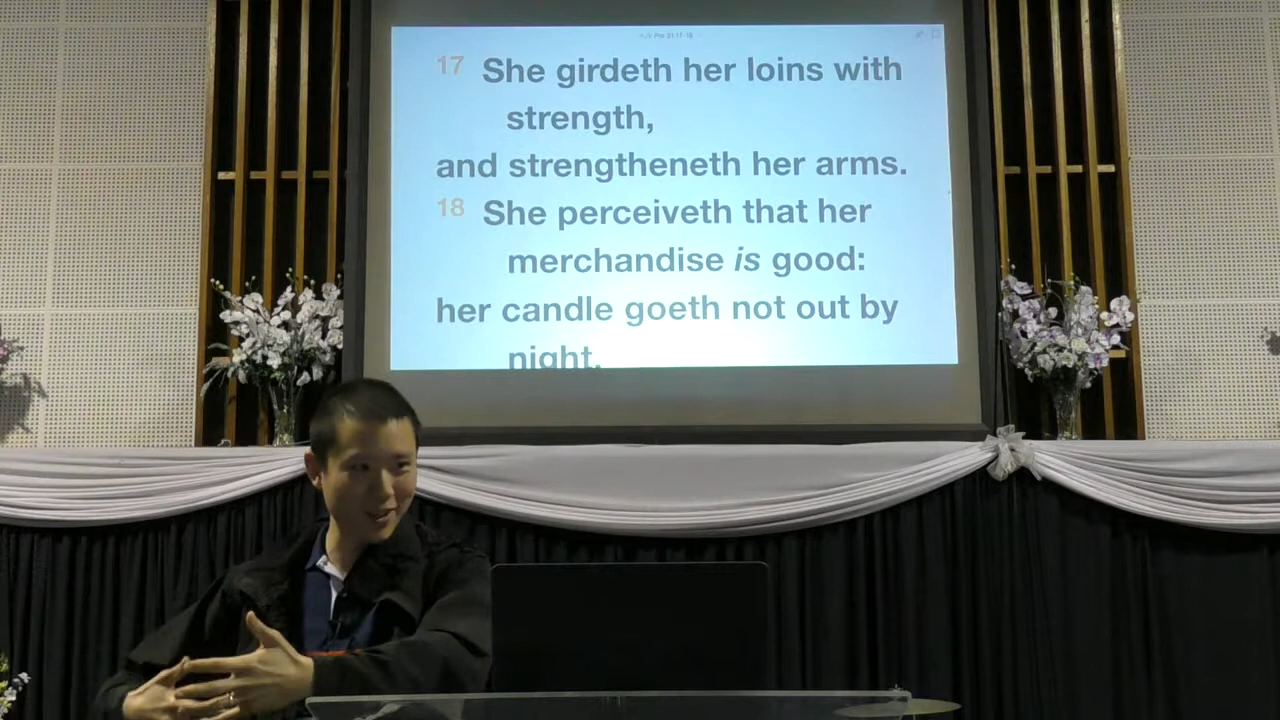 17 She girdeth her loins with
strength,
and strengtheneth her arms.
18 She perceiveth that her
merchandise is good:
her candle goeth not out by
night.